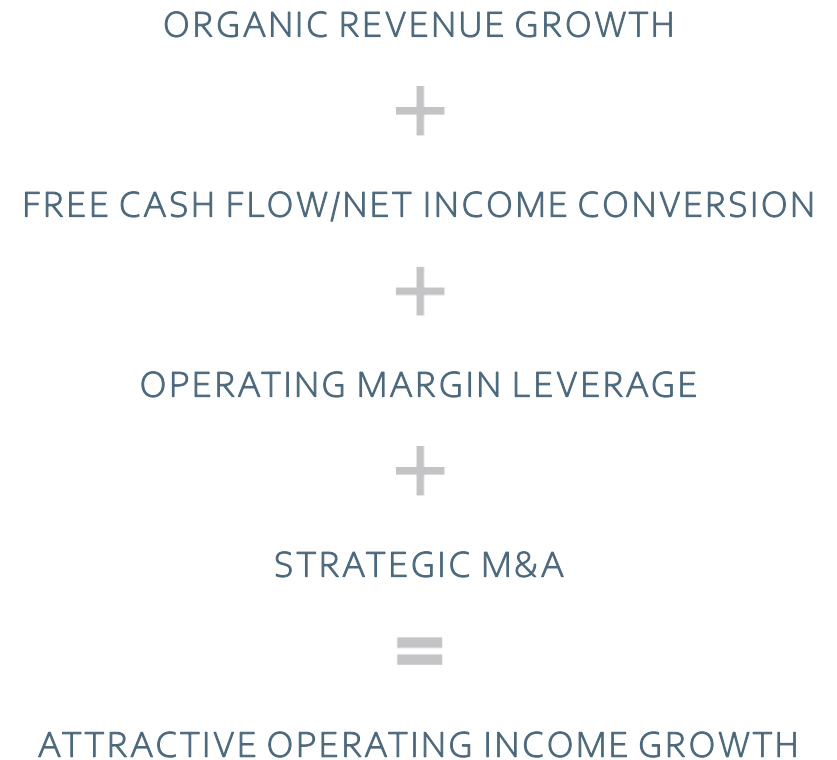 ORGANIC REVENUE GROWTH
+
FREE CASH FLOW/NET INCOME CONVERSION
+
OPERATING MARGIN LEVERAGE
+
STRATEGIC M&A
=
ATTRACTIVE OPERATING INCOME GROWTH